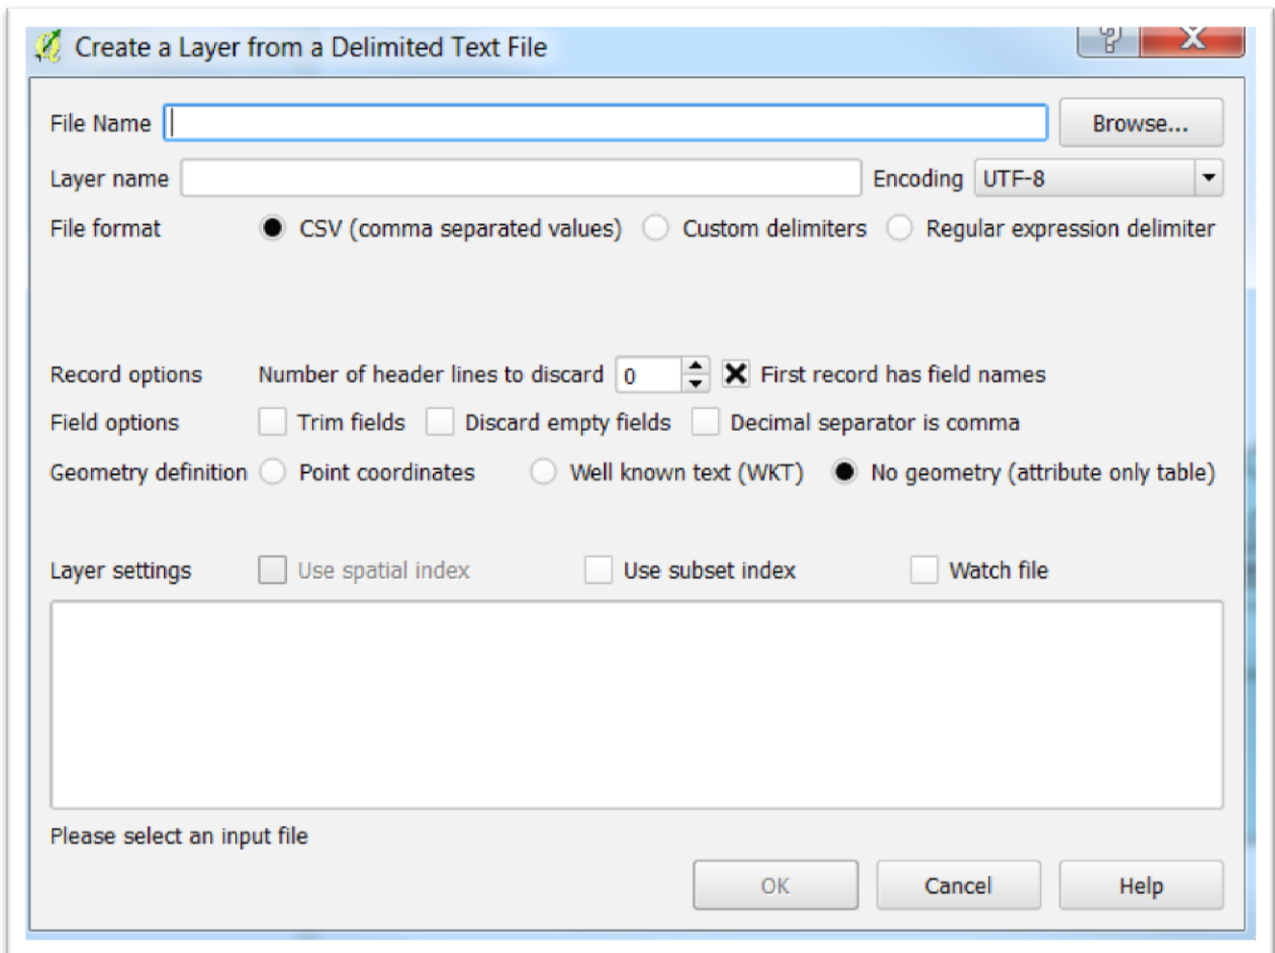 Create a Layer from a Delimited Text File
File Name Browse...
Layer name Encoding UTF-8
File format CSV (comma separated values) Custom delimiters Regular expression delimiter
Record options Number of header lines to discard 0 First record has field names
Field options Trim fields Discard empty fields Decimal separator is comma
Geometry definition Point coordinates Well known text (WKT) No geometry (attribute only table)
Layer settings Use spatial index Use subset index Watch file
Please select an input file
OK Cancel Help